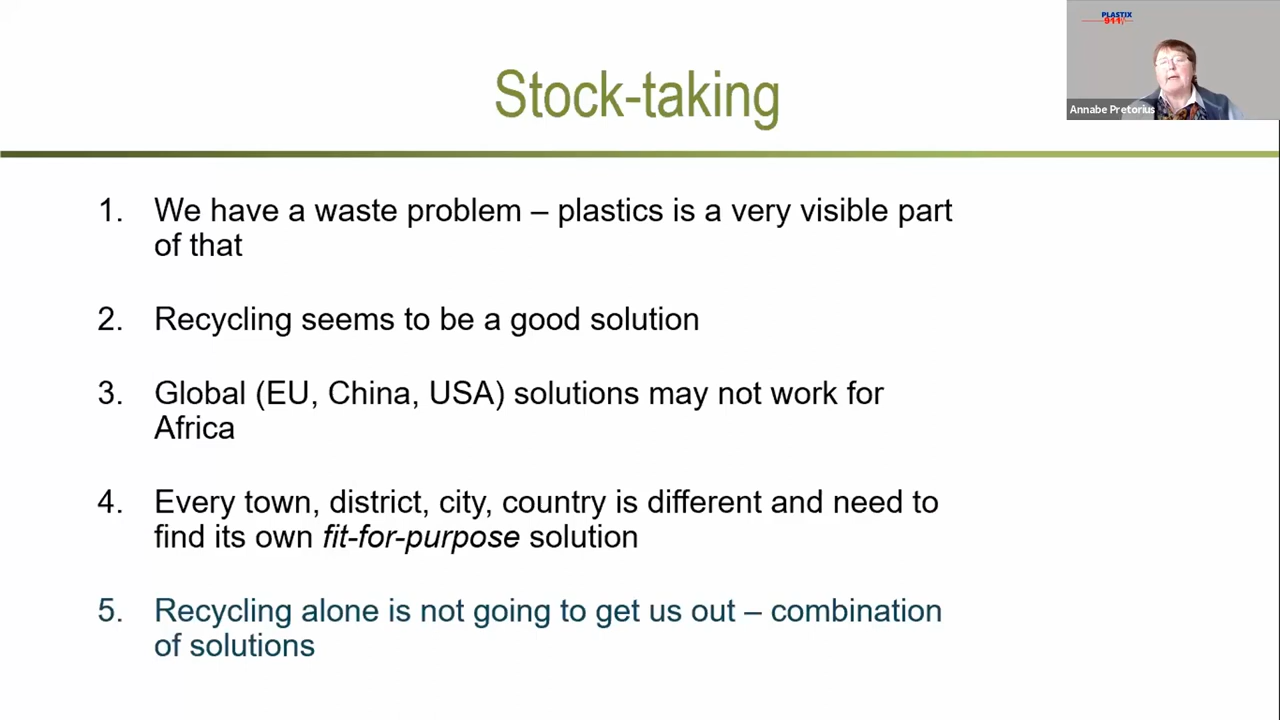 PLASTIX
911
Annabe Pretorius
Stock-taking
1. We have a waste problem – plastics is a very visible part
of that
2. Recycling seems to be a good solution
3. Global (EU, China, USA) solutions may not work for
Africa
4. Every town, district, city, country is different and need to
find its own fit-for-purpose solution
5. Recycling alone is not going to get us out – combination
of solutions